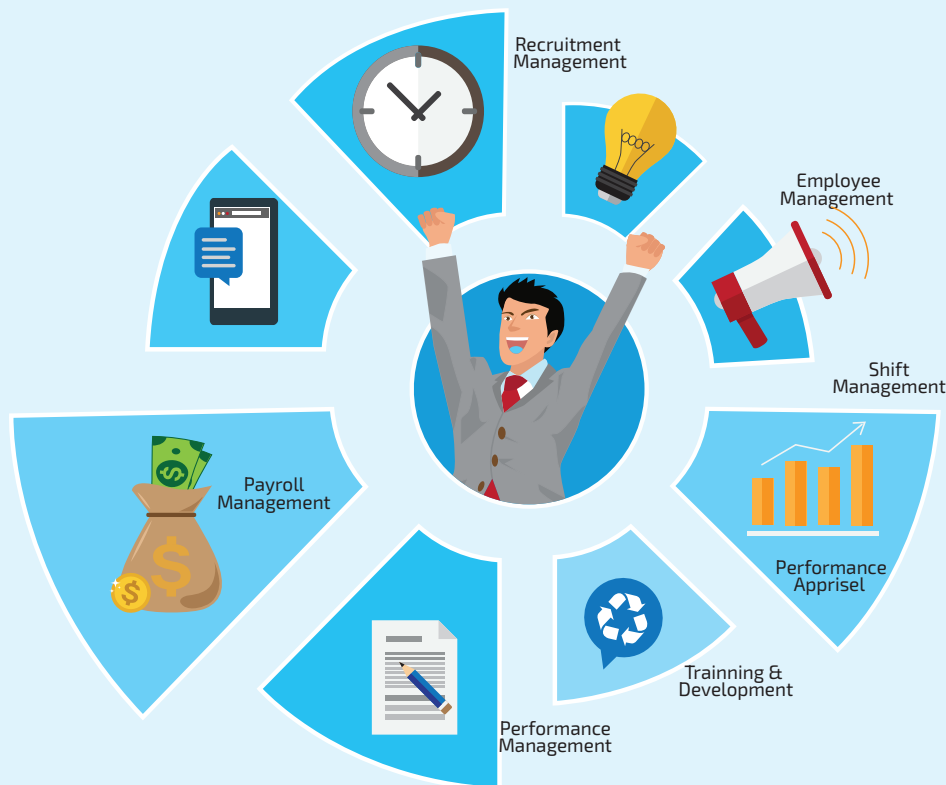 Recruitment
Management
Employee
Management
Shift
Management
Payroll
Management
Performance
Apprisel
Trainning &
Development
Performance
Management